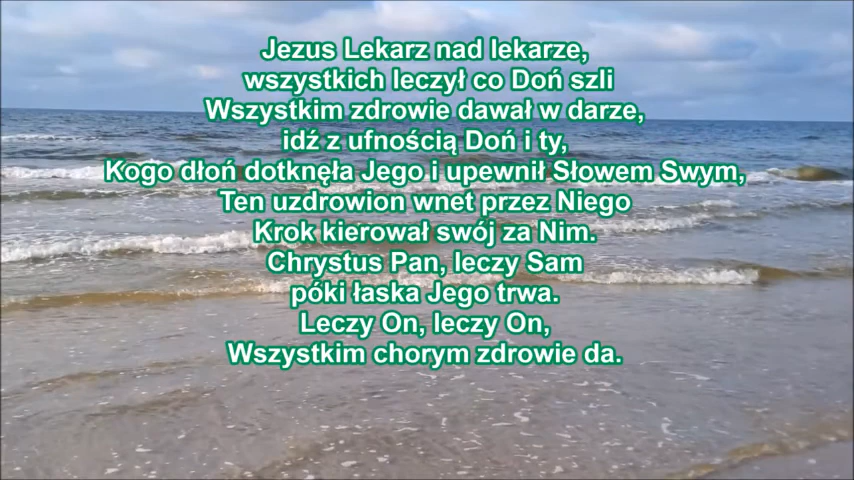 Jezus Lekarz nad lekarze,
wszystkich leczył co Doń szli
Wszystkim zdrowie dawał w darze,
idź z ufnością Doń i ty,
Kogo dłoń dotknęła Jego i upewnił Słowem Swym,
Ten uzdrowion wnet przez Niego
Krok kierował swój za Nim.
Chrystus Pan, leczy Sam
póki łaska Jego trwa.
Leczy On, leczy On,
Wszystkim chorym zdrowie da.